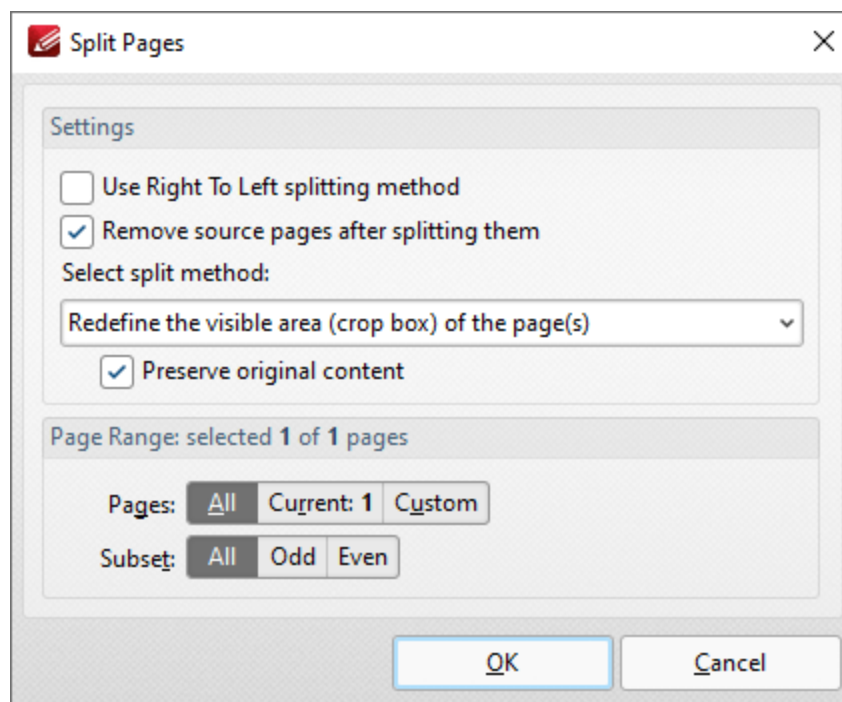 Split Pages
Settings
Use Right To Left splitting method
Remove source pages after splitting them
Select split method:
Redefine the visible area (crop box) of the page(s)
Preserve original content
Page Range: selected 1 of 1 pages
Pages: All Current: 1 Custom
Subset: All Odd Even
OK Cancel